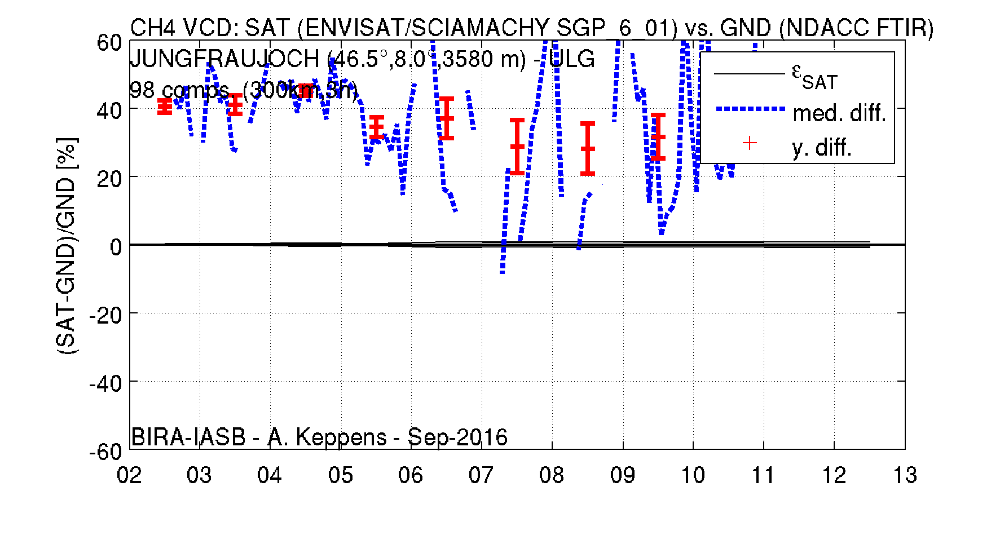 CH4 VCD: SAT (ENVISAT/SCIAMACHY SGP_6_01) vs. GND (NDACC FTIR)
JUNGFRAUJOCH (46.5°,8.0°,3580 m) - ULG
98 comps. (300km,3h)
εSAT
med. diff.
y. diff.
(SAT-GND)/GND [%]
60
40
20
0
-20
-40
-60
BIRA-IASB - A. Keppens - Sep-2016
02 03 04 05 06 07 08 09 10 11 12 13